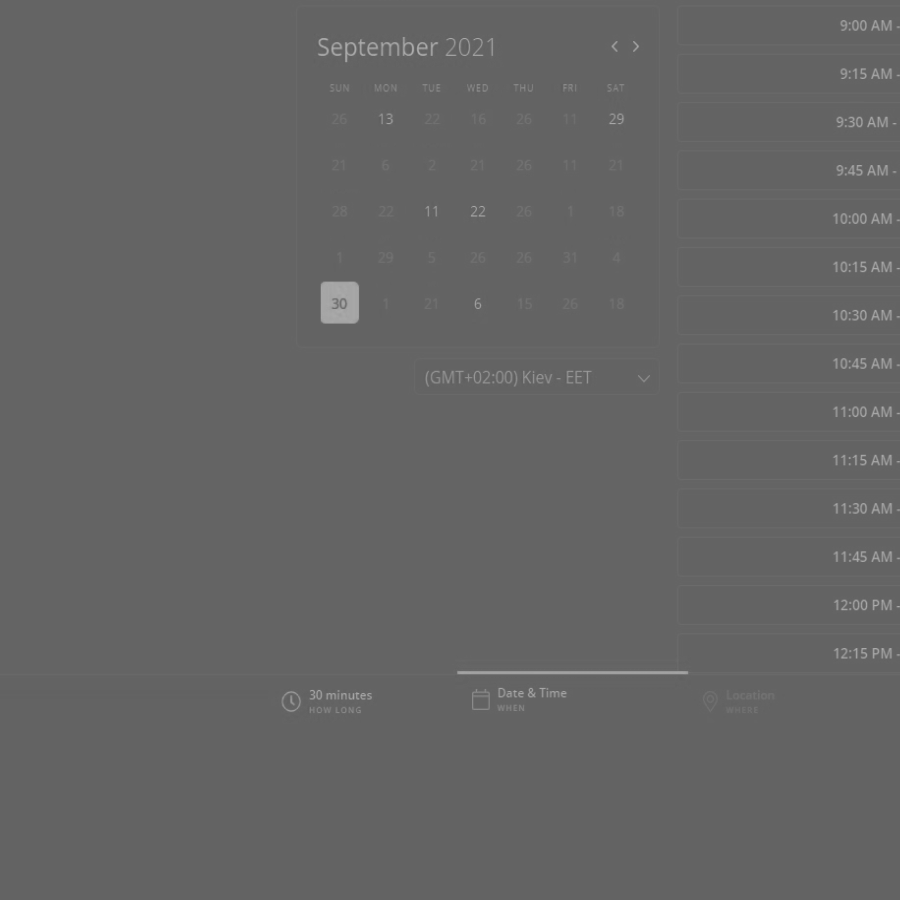 September 2021
SUN MON TUE WED THU FRI SAT
26 13 22 16 26 11 29
21 6 2 21 26 11 21
28 22 11 22 26 1 18
1 29 5 26 26 31 4
30 1 21 6 15 26 18
(GMT+02:00) Kiev - EET
9:00 AM -
9:15 AM -
9:30 AM -
9:45 AM -
10:00 AM -
10:15 AM -
10:30 AM -
10:45 AM -
11:00 AM -
11:15 AM -
11:30 AM -
11:45 AM -
12:00 PM -
12:15 PM -
30 minutes
HOW LONG
Date & Time
WHEN
Location
WHERE